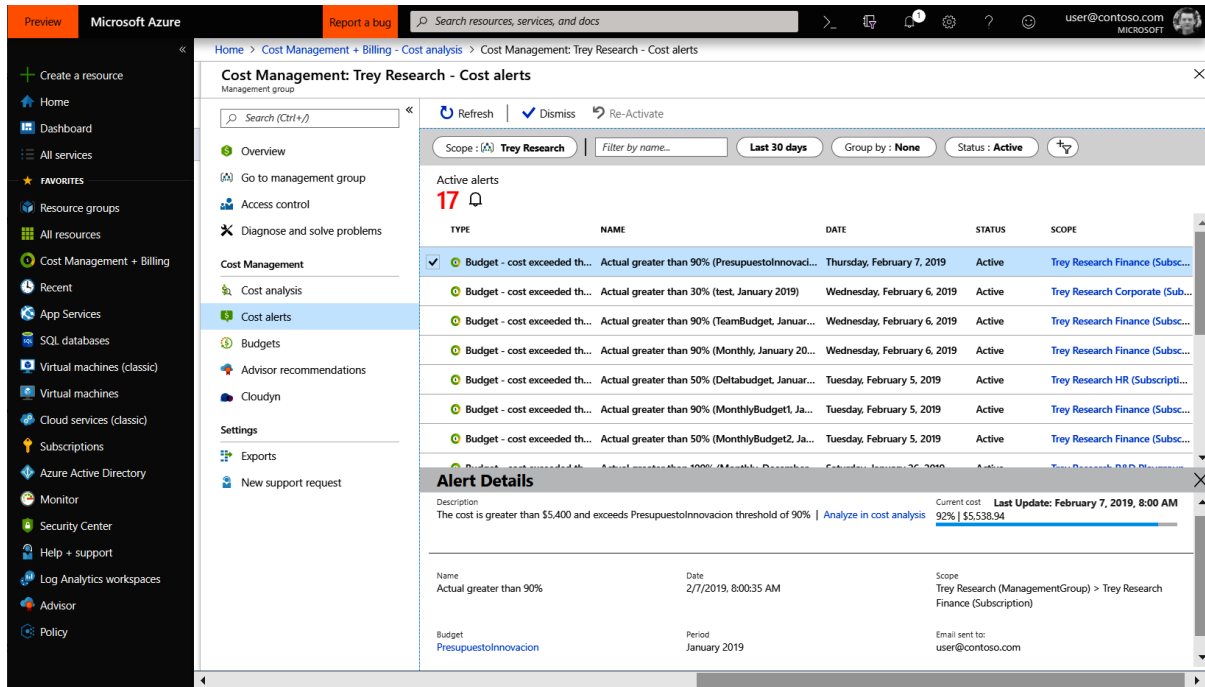 Preview Microsoft Azure Report a bug Search resources, services, and docs >_ 1 ? user@contoso.com
MICROSOFT
Home > Cost Management + Billing - Cost analysis > Cost Management: Trey Research - Cost alerts
«
Create a resource
Home
Dashboard
All services
FAVORITES
Resource groups
All resources
Cost Management + Billing
Recent
App Services
SQL databases
Virtual machines (classic)
Virtual machines
Cloud services (classic)
Subscriptions
Azure Active Directory
Monitor
Security Center
Help + support
Log Analytics workspaces
Advisor
Policy
Cost Management: Trey Research - Cost alerts
Management group
Search (Ctrl+/) «
Overview
Go to management group
Access control
Diagnose and solve problems
Cost Management
Cost analysis
Cost alerts
Budgets
Advisor recommendations
Cloudyn
Settings
Exports
New support request
Refresh Dismiss Re-Activate
Scope : Trey Research Filter by name... Last 30 days Group by : None Status : Active
Active alerts
17
TYPE NAME DATE STATUS SCOPE
Budget - cost exceeded th... Actual greater than 90% (PresupuestoInnovaci... Thursday, February 7, 2019 Active Trey Research Finance (Subsc...
Budget - cost exceeded th... Actual greater than 30% (test, January 2019) Wednesday, February 6, 2019 Active Trey Research Corporate (Sub...
Budget - cost exceeded th... Actual greater than 90% (TeamBudget, Januar... Wednesday, February 6, 2019 Active Trey Research Finance (Subsc...
Budget - cost exceeded th... Actual greater than 90% (Monthly, January 20... Wednesday, February 6, 2019 Active Trey Research Finance (Subsc...
Budget - cost exceeded th... Actual greater than 50% (Deltabudget, Januar... Tuesday, February 5, 2019 Active Trey Research HR (Subscripti...
Budget - cost exceeded th... Actual greater than 90% (MonthlyBudget1, Ja... Tuesday, February 5, 2019 Active Trey Research Finance (Subsc...
Budget - cost exceeded th... Actual greater than 50% (MonthlyBudget2, Ja... Tuesday, February 5, 2019 Active Trey Research Finance (Subsc...
Alert Details
Description
The cost is greater than $5,400 and exceeds PresupuestoInnovacion threshold of 90% | Analyze in cost analysis
Current cost Last Update: February 7, 2019, 8:00 AM
92% | $5,538.94
Name Date Scope
Actual greater than 90% 2/7/2019, 8:00:35 AM Trey Research (ManagementGroup) > Trey Research
Finance (Subscription)
Budget Period Email sent to:
PresupuestoInnovacion January 2019 user@contoso.com